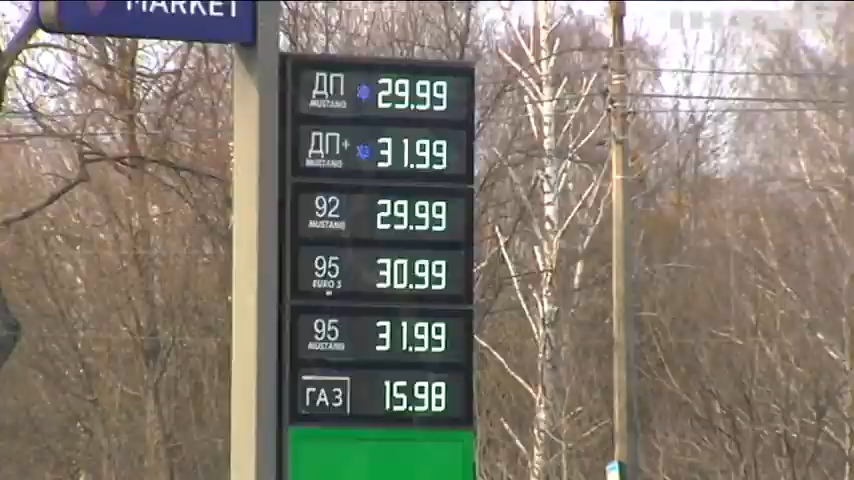 MARKET
ДП MUSTANG 29.99
ДП+ MUSTANG 31.99
92 MUSTANG 29.99
95 EURO 5 30.99
95 MUSTANG 31.99
ГАЗ 15.98